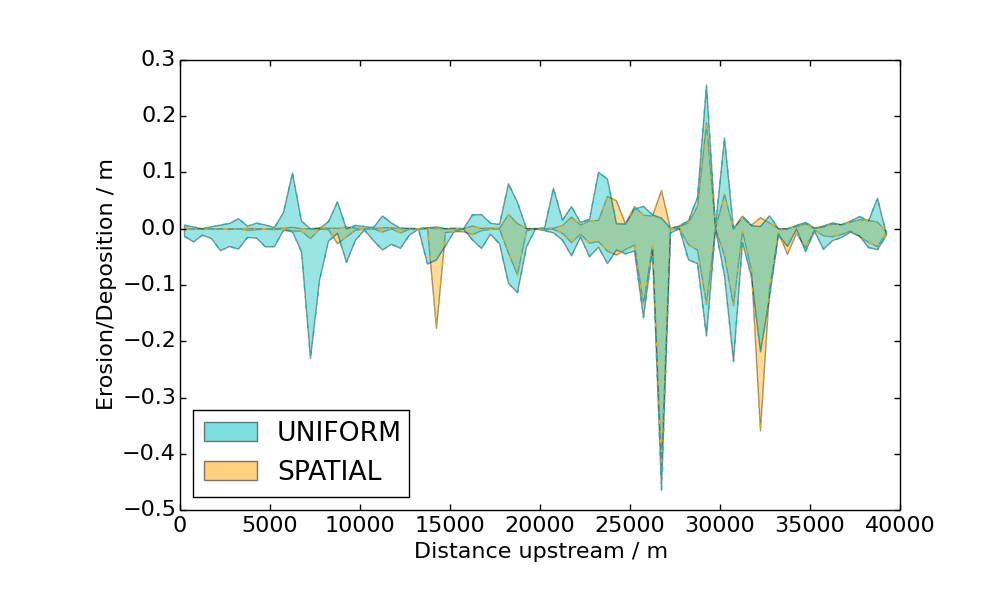 0.3
0.2
0.1
0.0
−0.1
−0.2
−0.3
−0.4
−0.5
Erosion/Deposition / m
UNIFORM
SPATIAL
0 5000 10000 15000 20000 25000 30000 35000 40000
Distance upstream / m